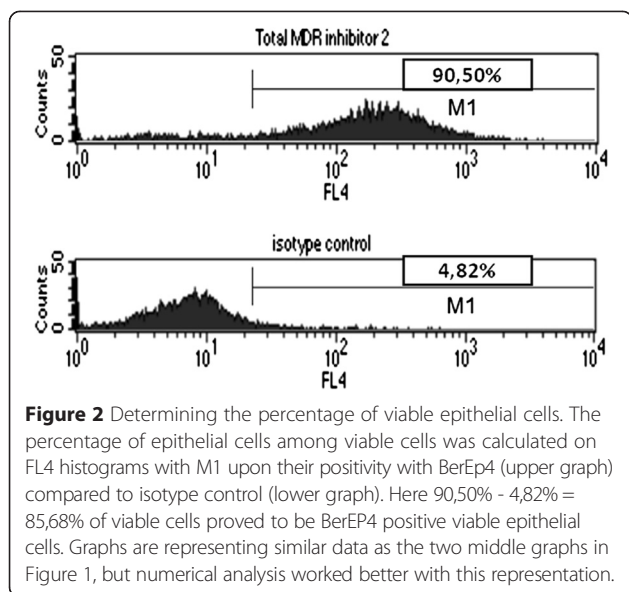 Total MDR inhibitor 2
50
90,50%
M1
Counts
0
10^0 10^1 10^2 10^3 10^4
FL4
isotype control
50
4,82%
M1
Counts
0
10^0 10^1 10^2 10^3 10^4
FL4
Figure 2 Determining the percentage of viable epithelial cells. The
percentage of epithelial cells among viable cells was calculated on
FL4 histograms with M1 upon their positivity with BerEp4 (upper graph)
compared to isotype control (lower graph). Here 90,50% - 4,82% =
85,68% of viable cells proved to be BerEP4 positive viable epithelial
cells. Graphs are representing similar data as the two middle graphs in
Figure 1, but numerical analysis worked better with this representation.